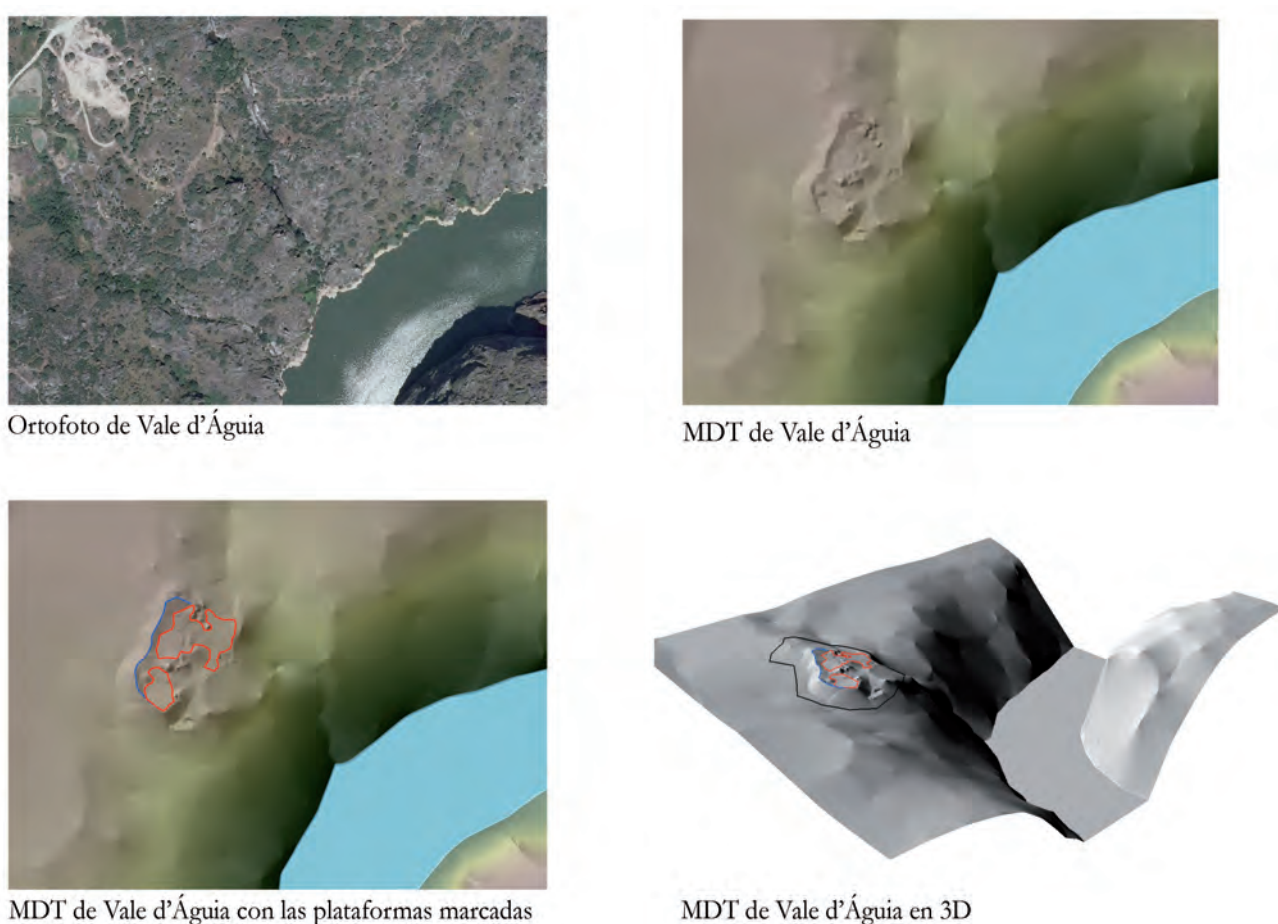 Ortofoto de Vale d’Águia
MDT de Vale d’Águia
MDT de Vale d’Águia con las plataformas marcadas
MDT de Vale d’Águia en 3D